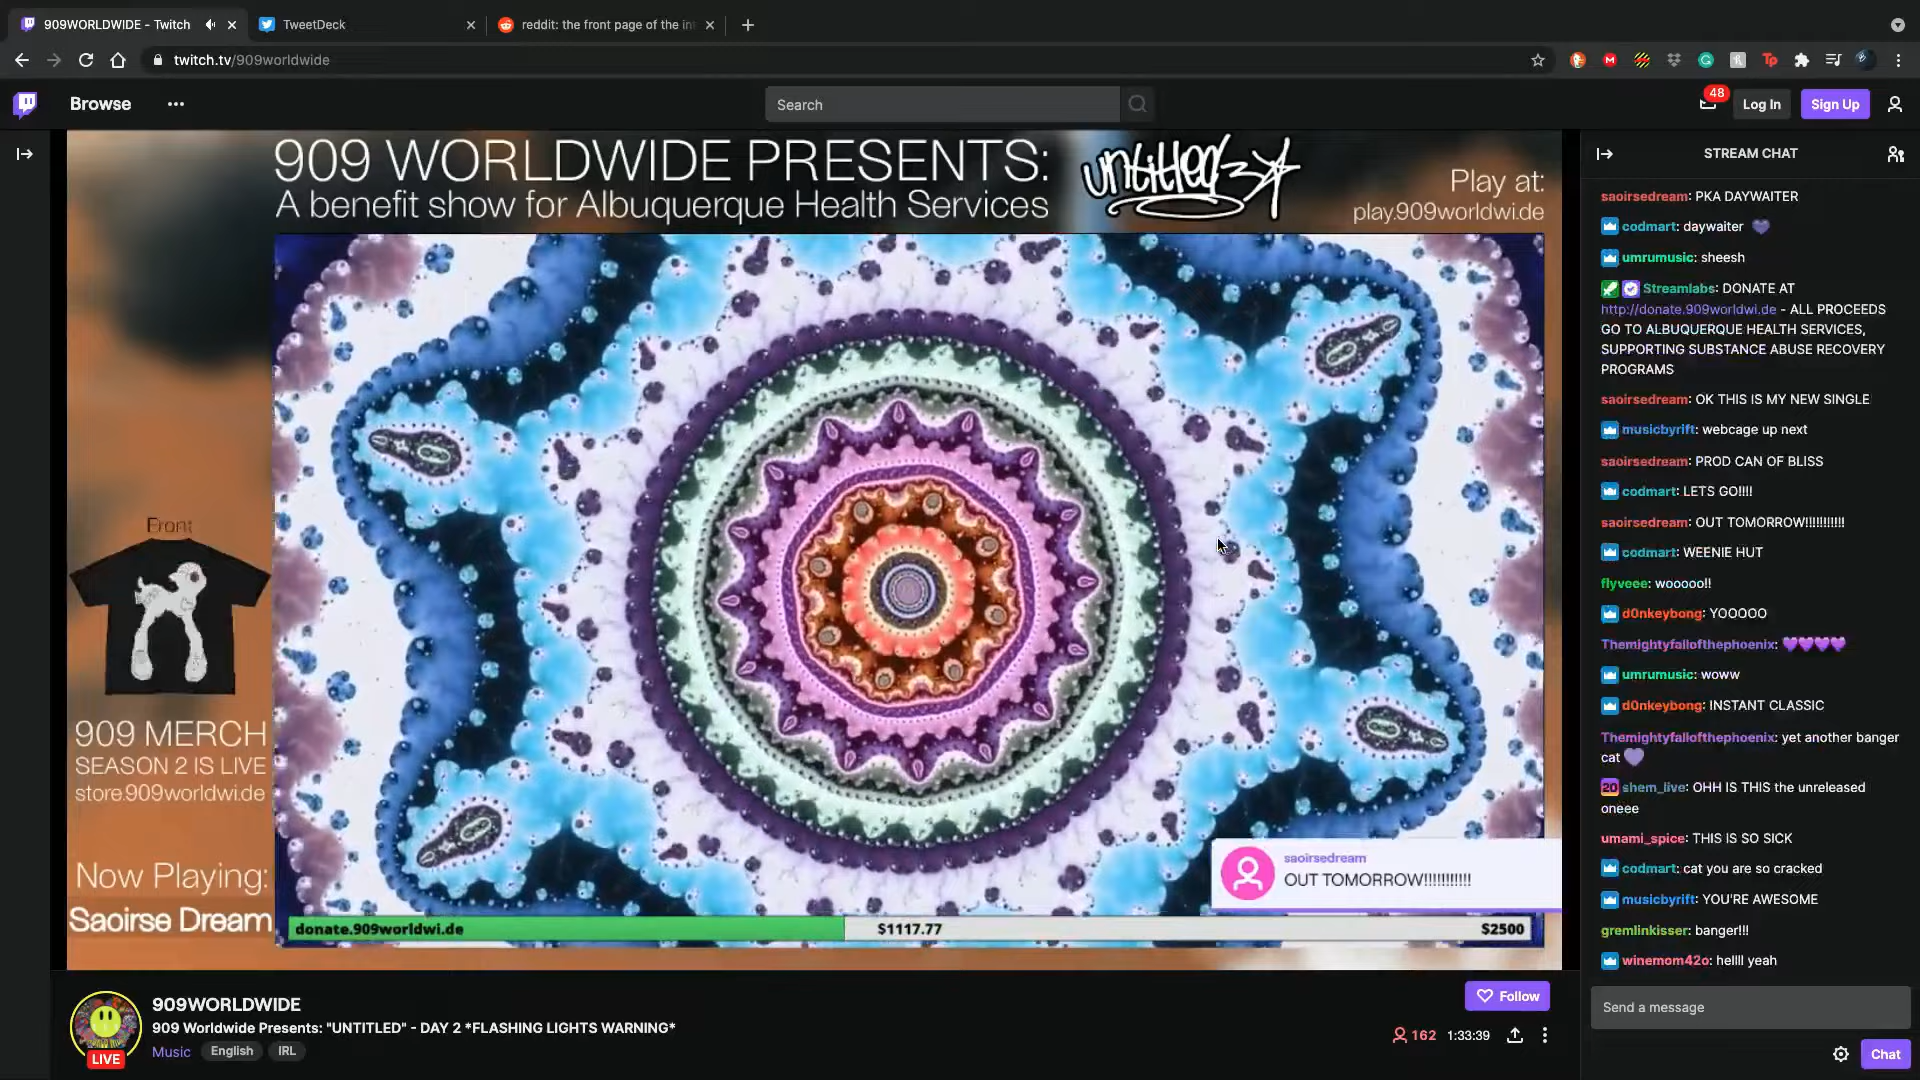 909WORLDWIDE - Twitch
TweetDeck
reddit: the front page of the in
twitch.tv/909worldwide
Browse
Search
48
Log In
Sign Up
909 WORLDWIDE PRESENTS:
A benefit show for Albuquerque Health Services
untitled
Play at:
play.909worldwi.de
Front
909 MERCH
SEASON 2 IS LIVE
store.909worldwi.de
Now Playing:
Saoirse Dream
saoirsedream
OUT TOMORROW!!!!!!!!!!!
donate.909worldwi.de
$1117.77
$2500
LIVE
909WORLDWIDE
909 Worldwide Presents: "UNTITLED" - DAY 2 *FLASHING LIGHTS WARNING*
Music
English
IRL
Follow
162
1:33:39
STREAM CHAT
saoirsedream: PKA DAYWAITER
codmart: daywaiter 💜
umrumusic: sheesh
Streamlabs: DONATE AT
http://donate.909worldwi.de - ALL PROCEEDS
GO TO ALBUQUERQUE HEALTH SERVICES,
SUPPORTING SUBSTANCE ABUSE RECOVERY
PROGRAMS
saoirsedream: OK THIS IS MY NEW SINGLE
musicbyrift: webcage up next
saoirsedream: PROD CAN OF BLISS
codmart: LETS GO!!!!
saoirsedream: OUT TOMORROW!!!!!!!!!!!
codmart: WEENIE HUT
flyveee: wooooo!!
d0nkeybong: YOOOOO
Themightyfallofthephoenix: 💜💜💜💜
umrumusic: woww
d0nkeybong: INSTANT CLASSIC
Themightyfallofthephoenix: yet another banger
cat 💜
20 shem_live: OHH IS THIS the unreleased
oneee
umami_spice: THIS IS SO SICK
codmart: cat you are so cracked
musicbyrift: YOU'RE AWESOME
gremlinkisser: banger!!!
winemom42o: hellll yeah
Send a message
Chat